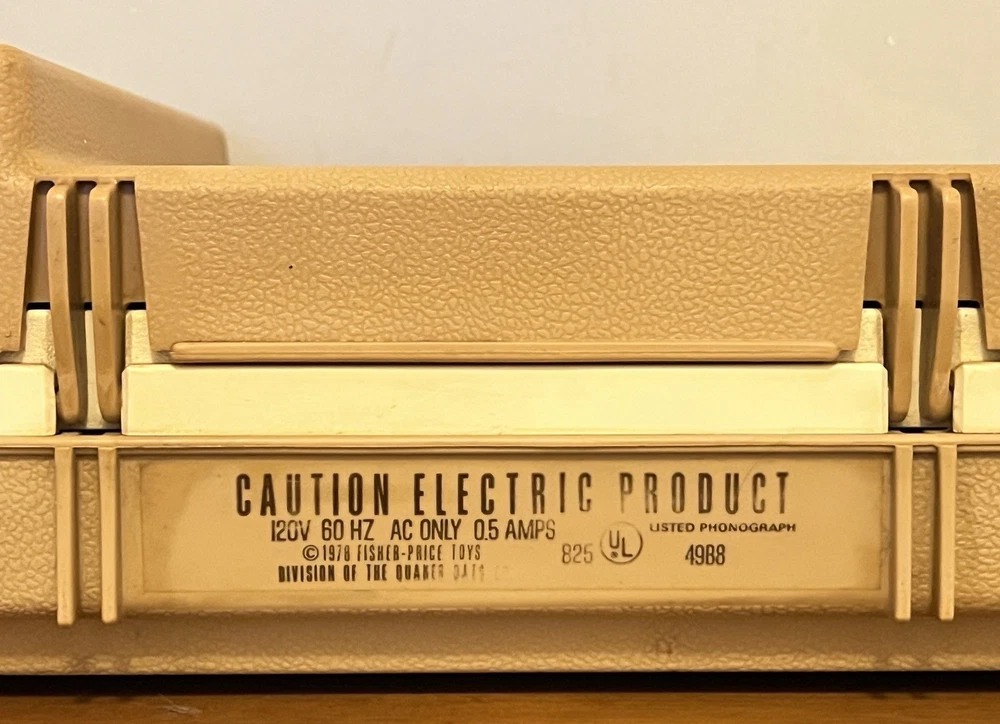 CAUTION ELECTRIC PRODUCT
120V 60 HZ AC ONLY 0.5 AMPS
LISTED PHONOGRAPH
©1978 FISHER-PRICE TOYS
825 UL 49B8
DIVISION OF THE QUAKER OATS